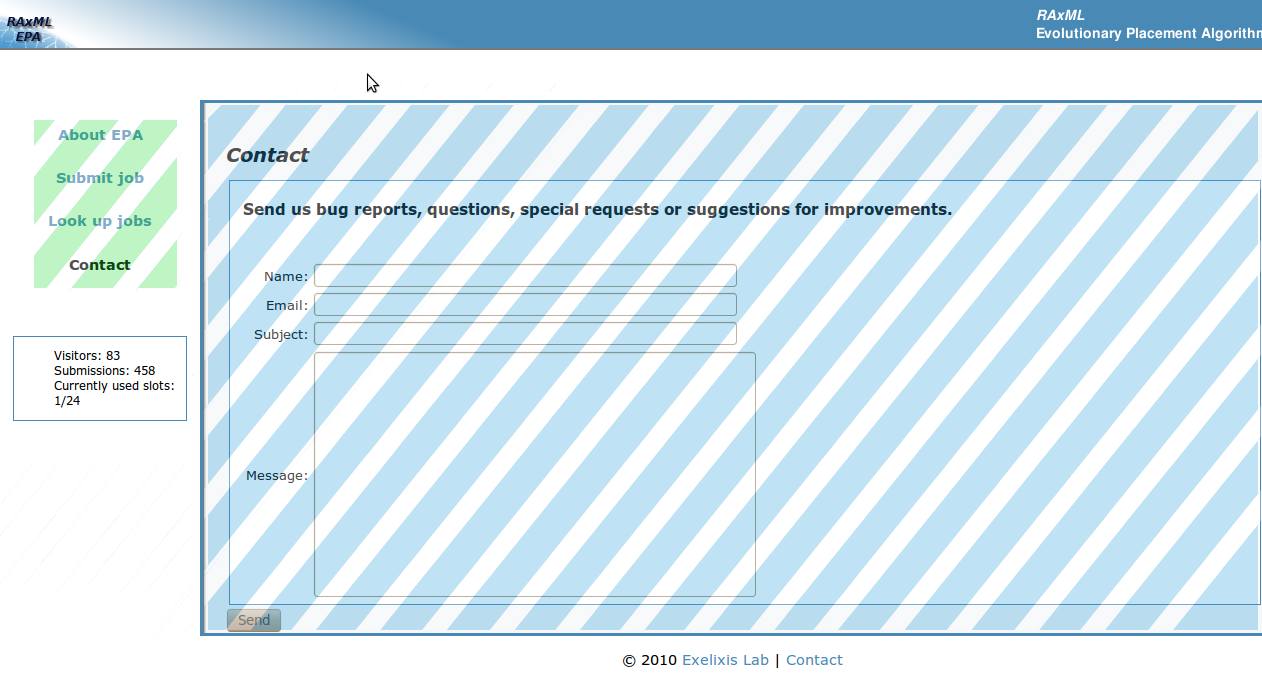 RAxML
EPA
RAxML
Evolutionary Placement Algorithm
About EPA
Submit job
Look up jobs
Contact
Visitors: 83
Submissions: 458
Currently used slots:
1/24
Contact
Send us bug reports, questions, special requests or suggestions for improvements.
Name:
Email:
Subject:
Message:
Send
© 2010 Exelixis Lab | Contact